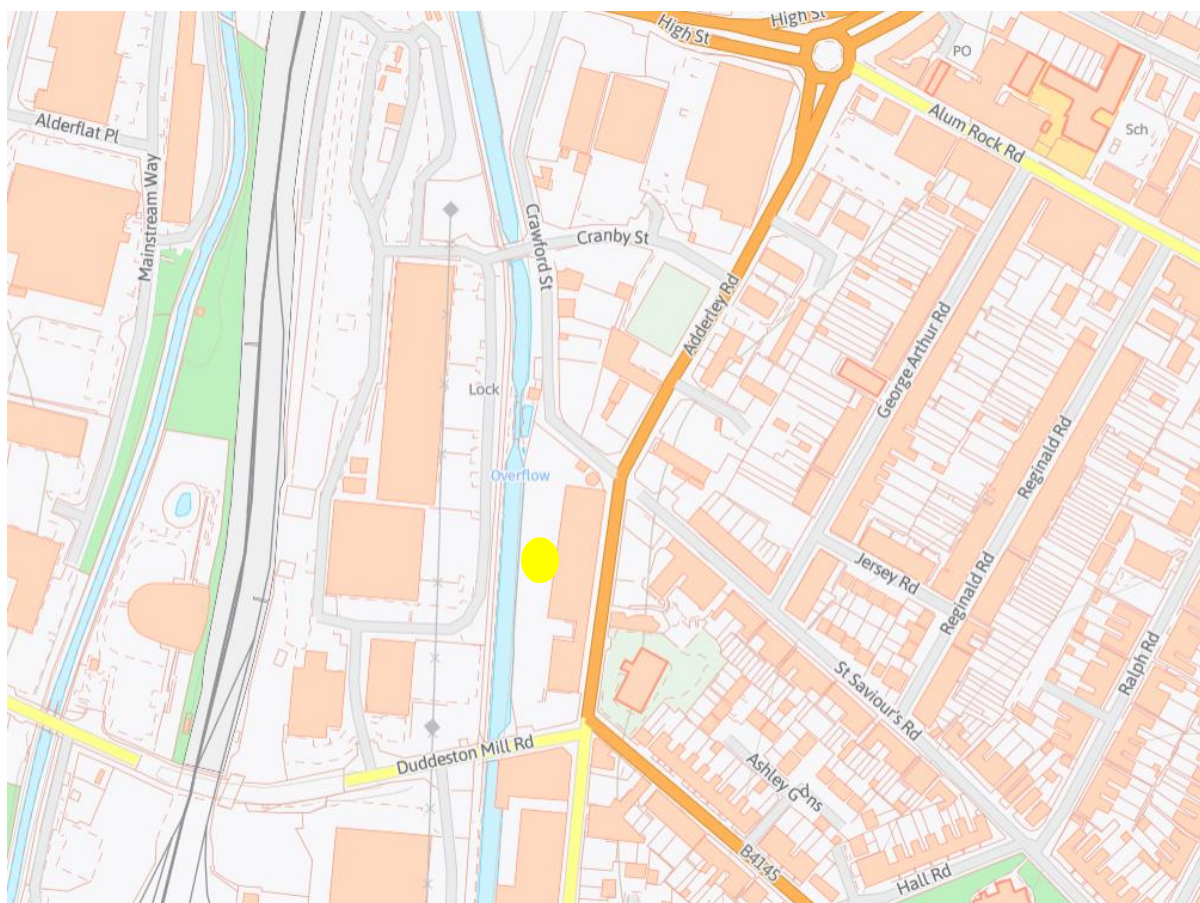 High St
High St
PO
Alum Rock Rd
Sch
Alderflat Pl
Mainstream Way
Crawford St
Cranby St
Adderley Rd
George Arthur Rd
Lock
Reginald Rd
Overflow
Jersey Rd
Reginald Rd
Ralph Rd
St Saviour's Rd
Duddeston Mill Rd
Ashley G ns
B4145
Hall Rd